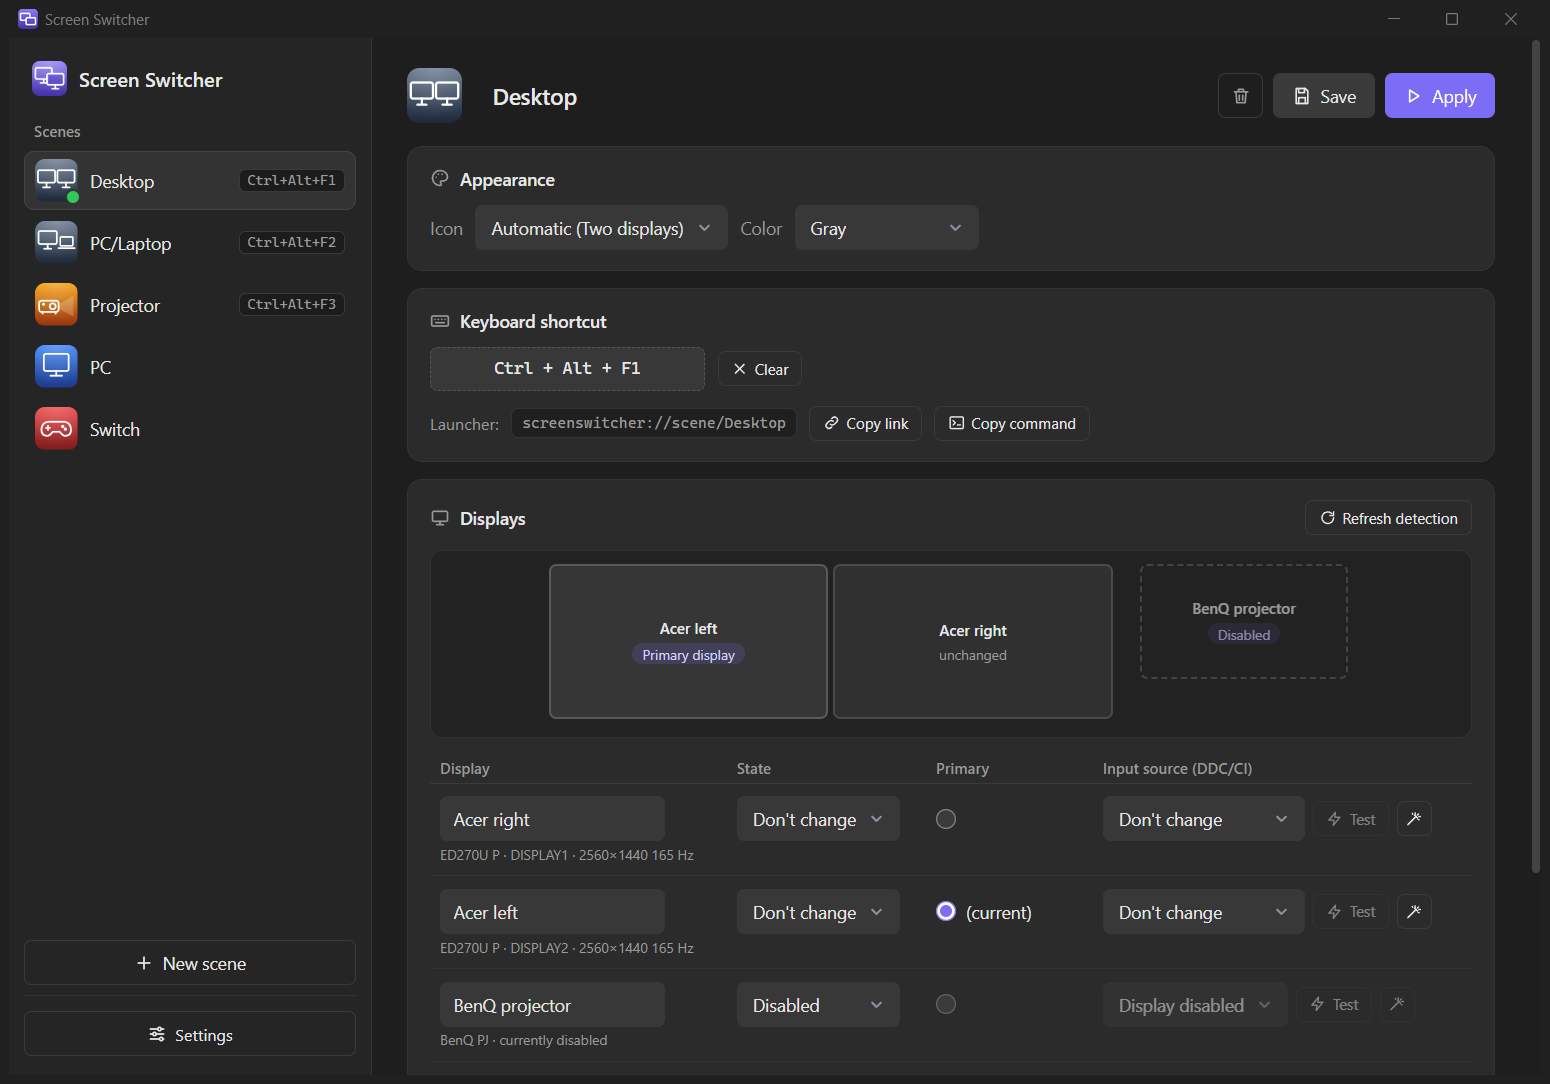 Screen Switcher
Screen Switcher
Scenes
Desktop Ctrl+Alt+F1
PC/Laptop Ctrl+Alt+F2
Projector Ctrl+Alt+F3
PC
Switch
New scene
Settings
Desktop
Save
Apply
Appearance
Icon Automatic (Two displays) Color Gray
Keyboard shortcut
Ctrl + Alt + F1 Clear
Launcher: screenswitcher://scene/Desktop Copy link Copy command
Displays Refresh detection
Acer left
Primary display
Acer right
unchanged
BenQ projector
Disabled
Display State Primary Input source (DDC/CI)
Acer right Don't change Don't change Test
ED270U P · DISPLAY1 · 2560×1440 165 Hz
Acer left Don't change (current) Don't change Test
ED270U P · DISPLAY2 · 2560×1440 165 Hz
BenQ projector Disabled Display disabled Test
BenQ PJ · currently disabled